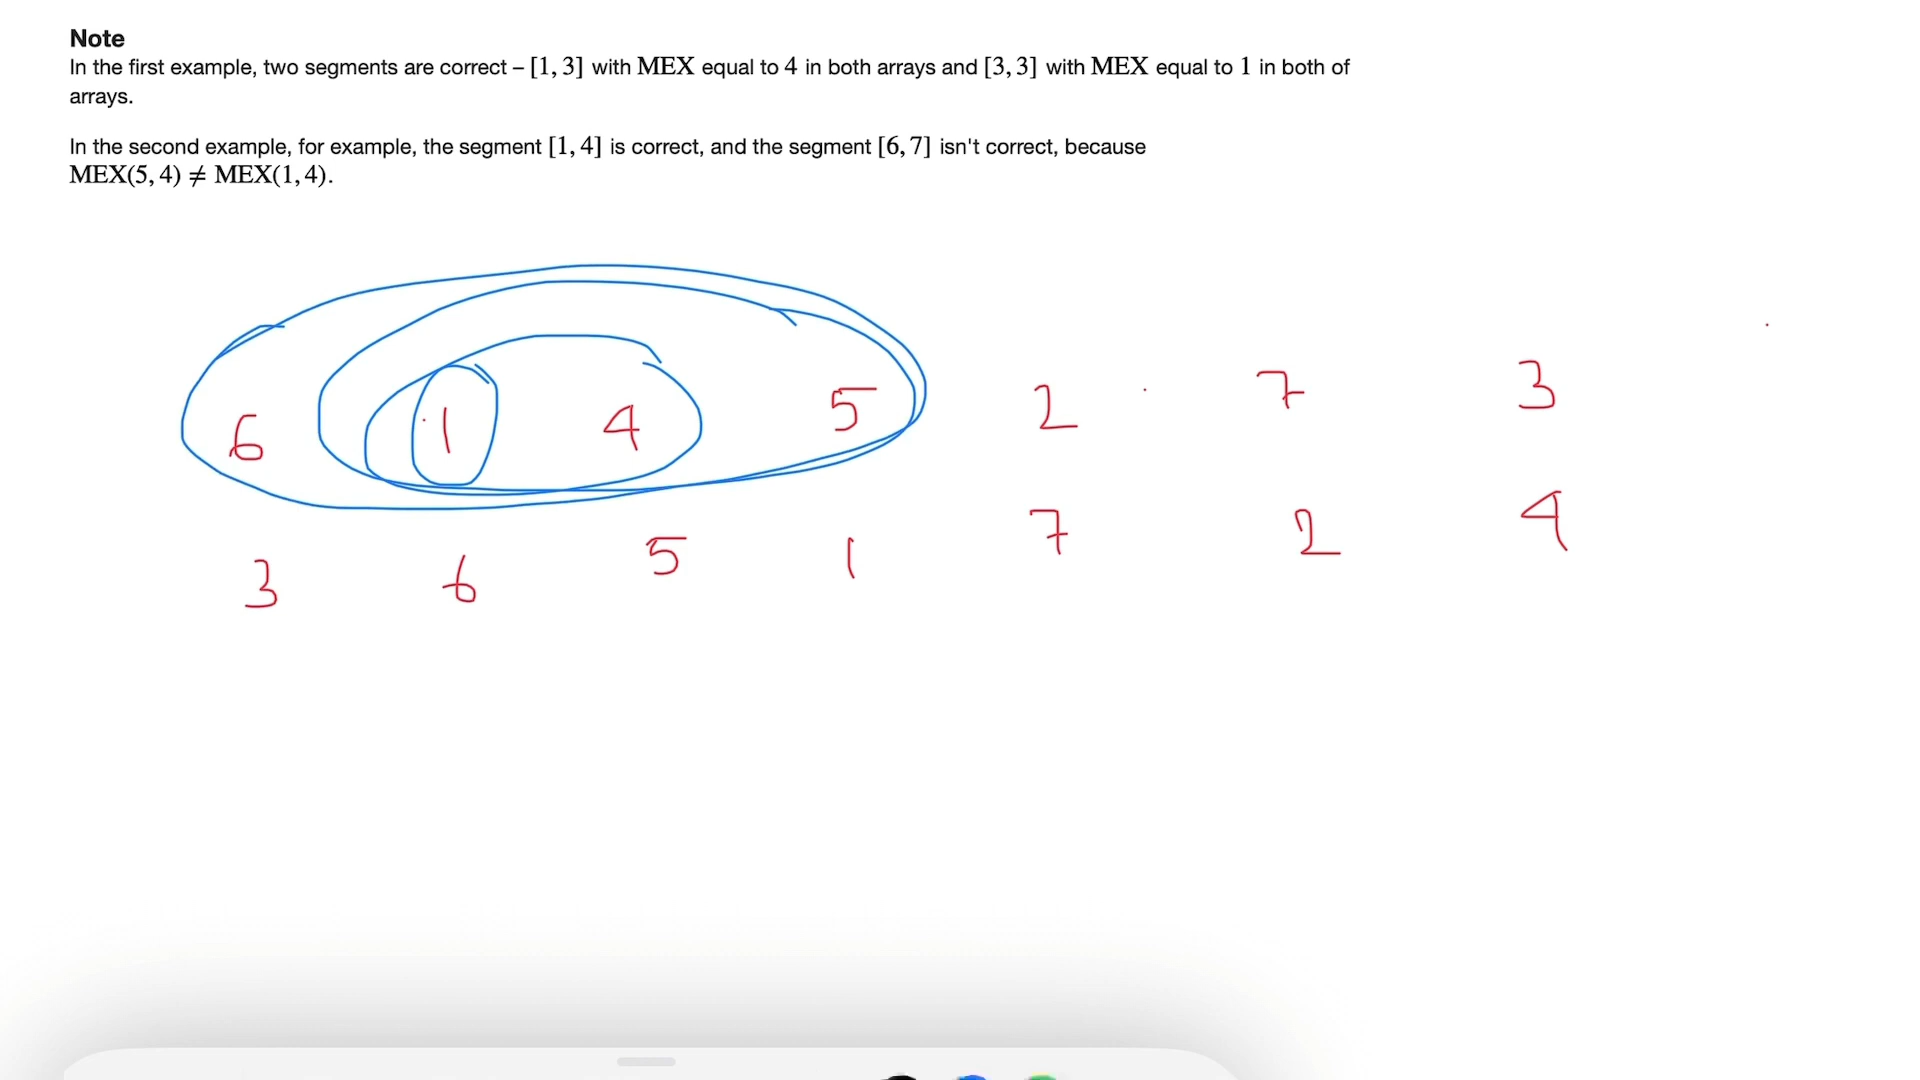 Note
In the first example, two segments are correct – [1, 3] with MEX equal to 4 in both arrays and [3, 3] with MEX equal to 1 in both of
arrays.
In the second example, for example, the segment [1, 4] is correct, and the segment [6, 7] isn't correct, because
MEX(5, 4) ≠ MEX(1, 4).
6 1 4 5 2 7 3
3 6 5 1 7 2 4